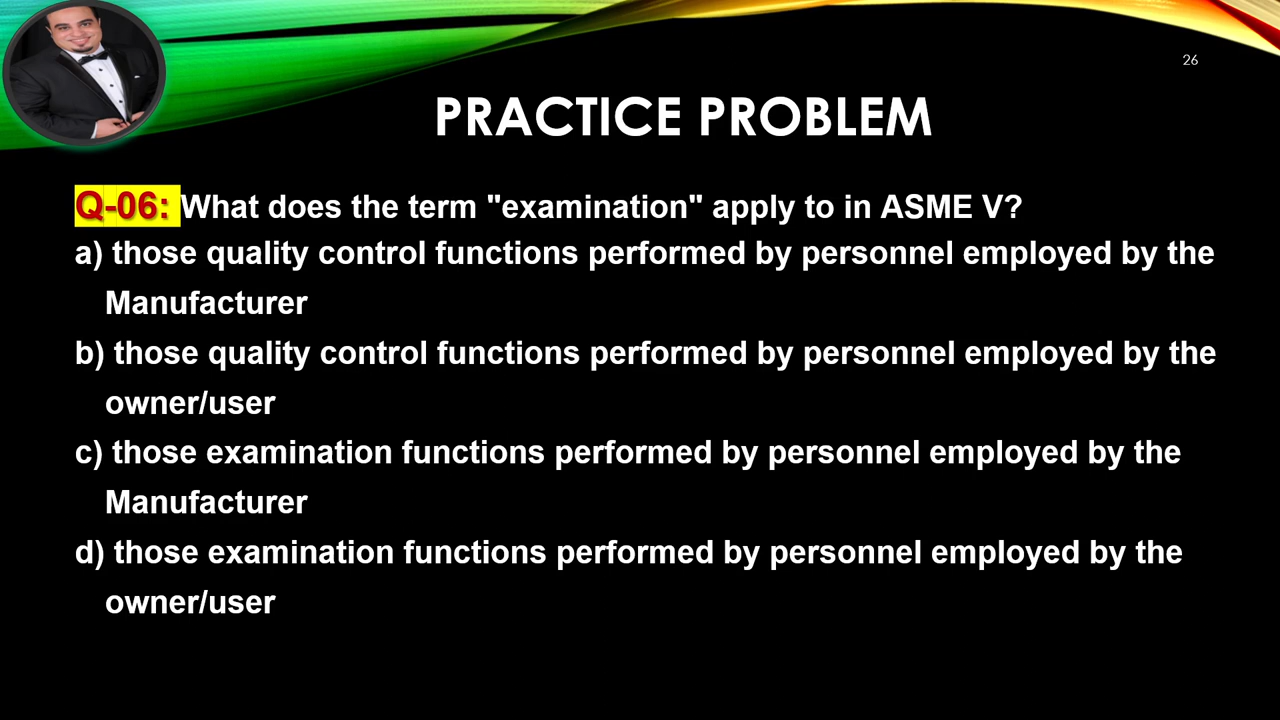 26
PRACTICE PROBLEM
Q-06: What does the term "examination" apply to in ASME V?
a) those quality control functions performed by personnel employed by the
Manufacturer
b) those quality control functions performed by personnel employed by the
owner/user
c) those examination functions performed by personnel employed by the
Manufacturer
d) those examination functions performed by personnel employed by the
owner/user